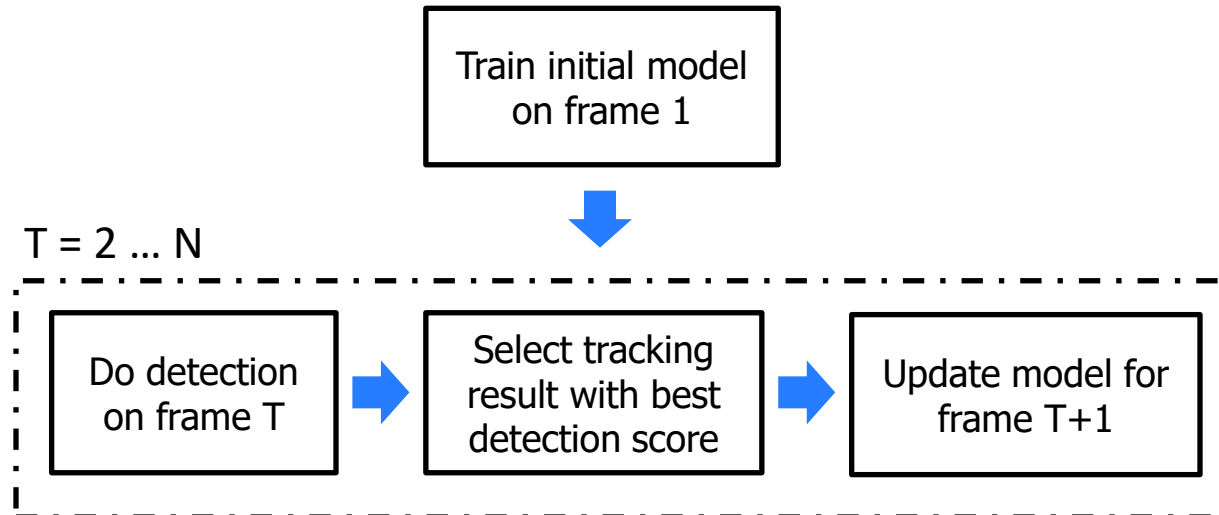 Train initial model
on frame 1
T = 2 ... N
Do detection
on frame T
Select tracking
result with best
detection score
Update model for
frame T+1